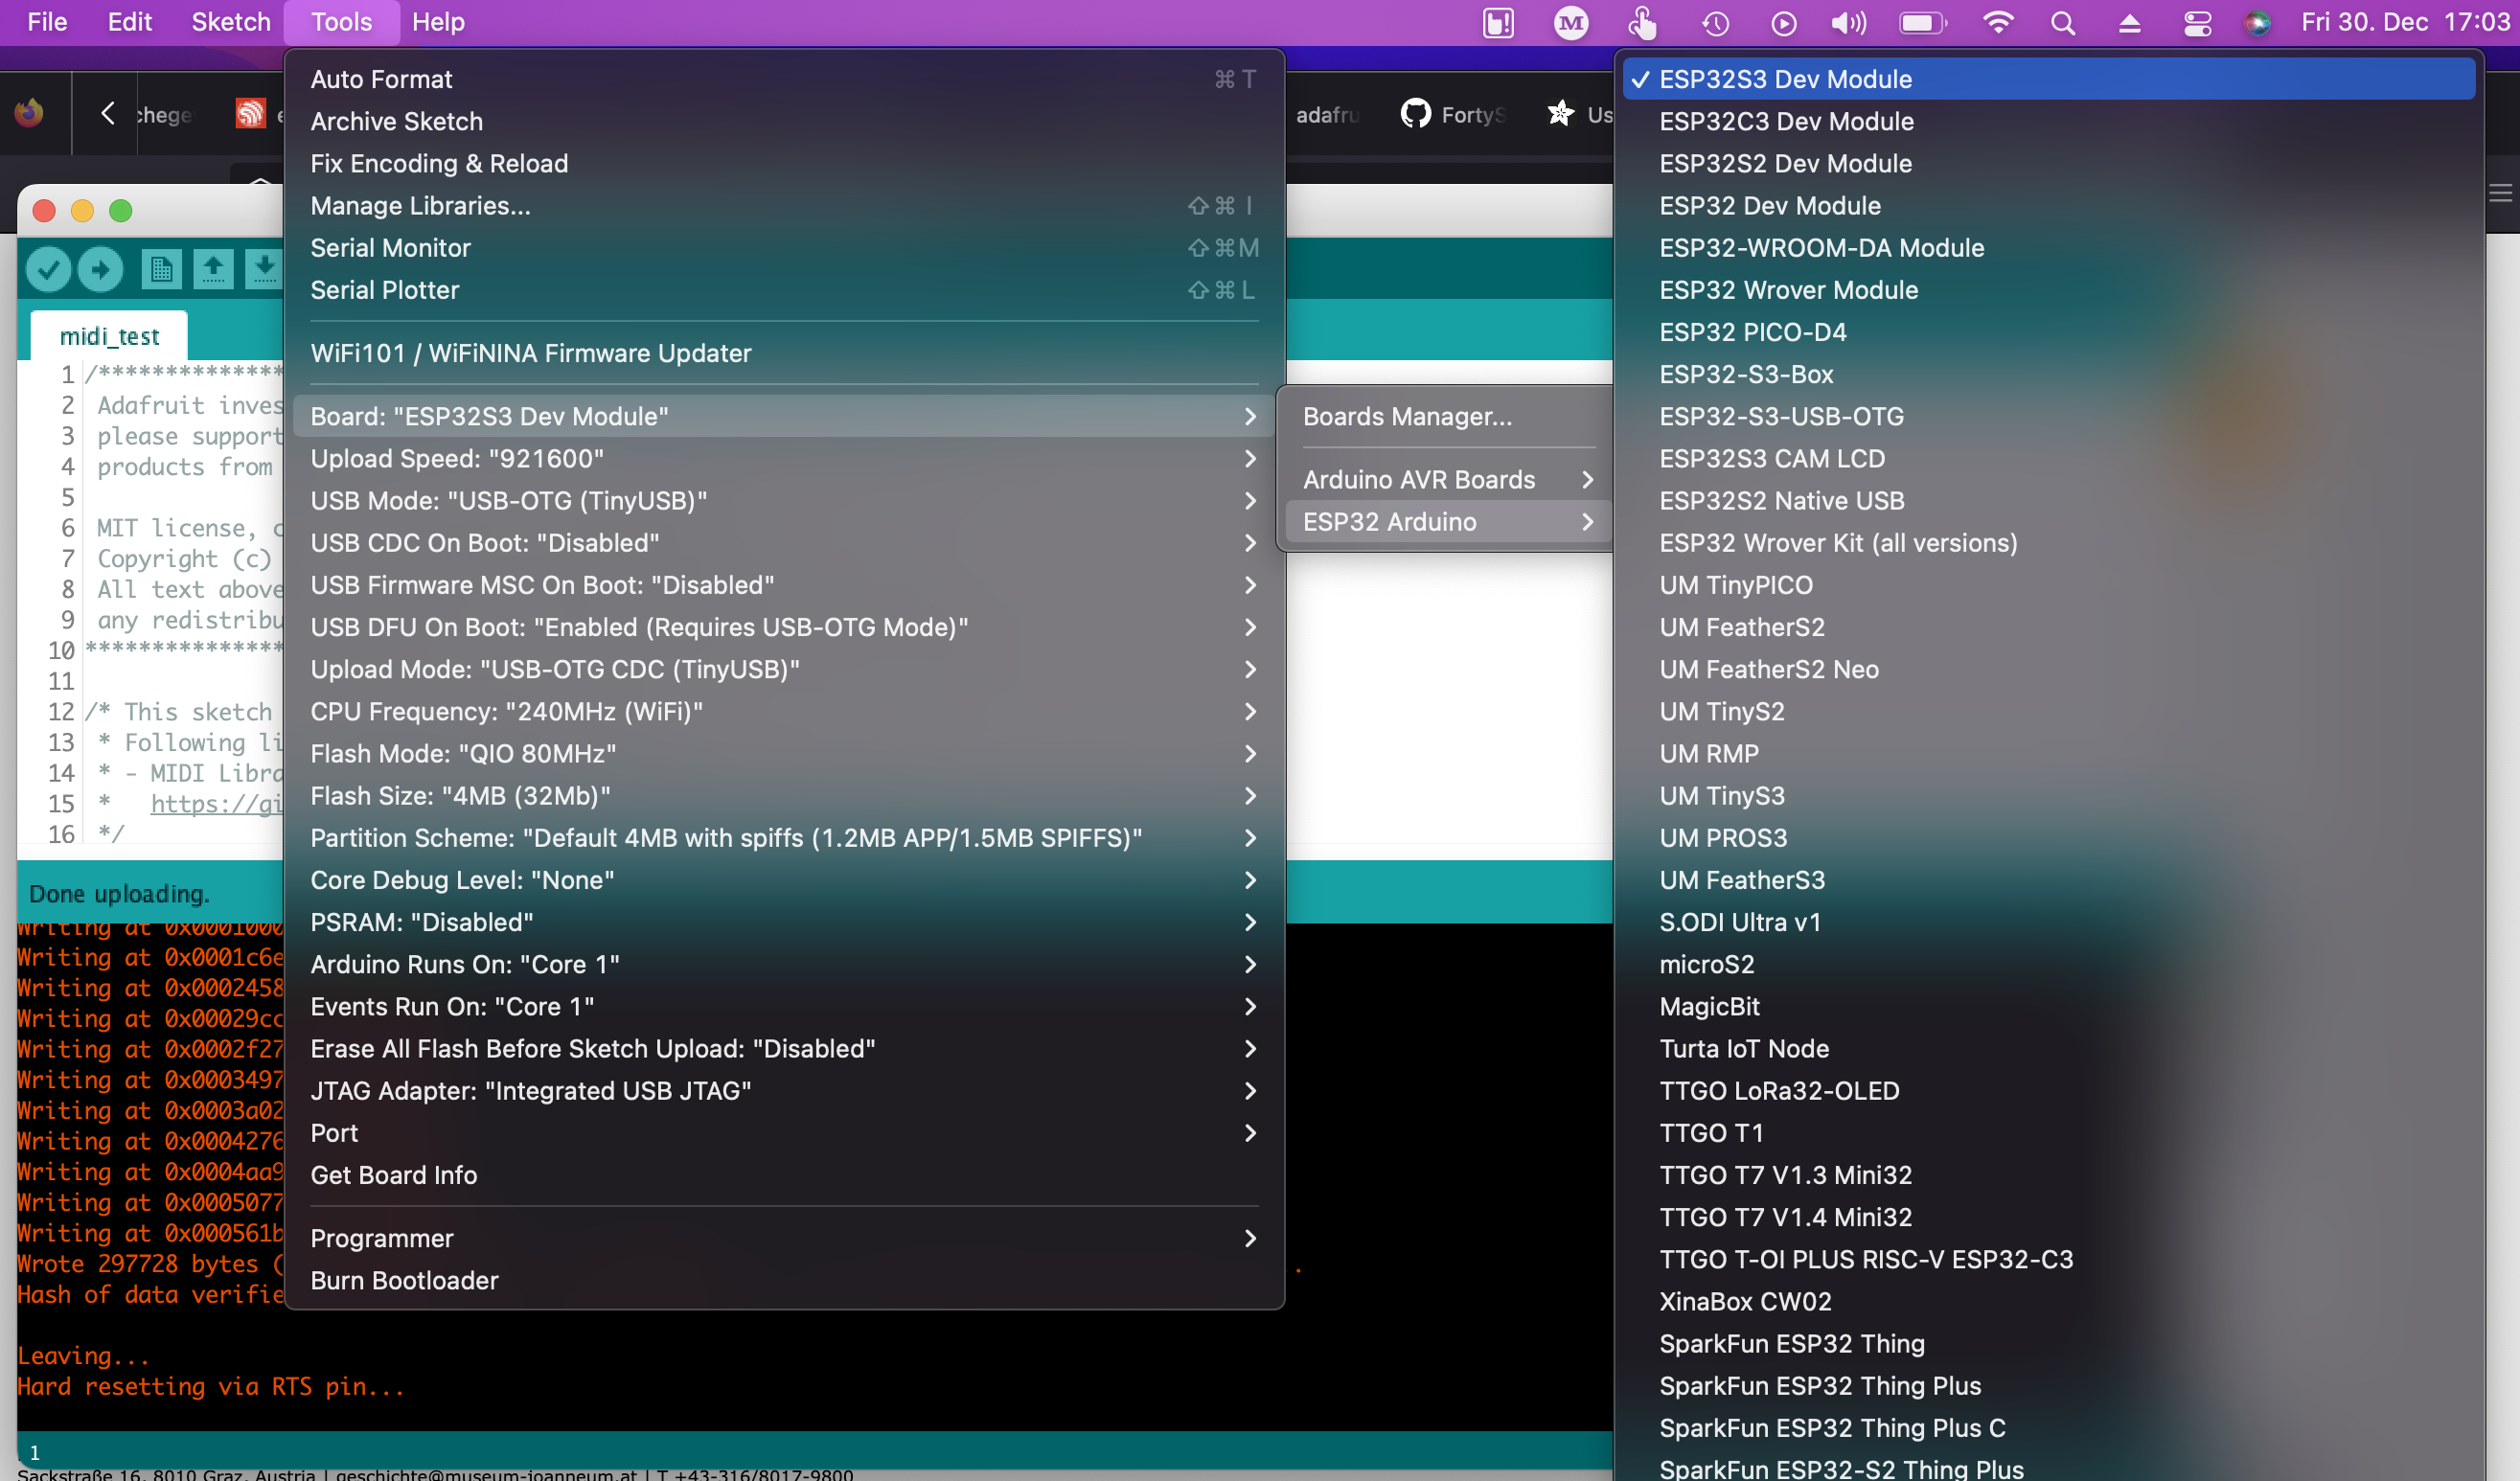 File Edit Sketch Tools Help
Fri 30. Dec 17:03
adafru
FortyS
Us
midi_test
1 /**************
2 Adafruit inves
3 please support
4 products from
5
6 MIT license, c
7 Copyright (c)
8 All text above
9 any redistribu
10 ***************
11
12 /* This sketch
13 * Following li
14 * - MIDI Libra
15 * https://gi
16 */
Done uploading.
Writing at 0x0001000
Writing at 0x0001c6e
Writing at 0x0002458
Writing at 0x00029cc
Writing at 0x0002f27
Writing at 0x0003497
Writing at 0x0003a02
Writing at 0x0004276
Writing at 0x0004aa9
Writing at 0x0005077
Writing at 0x000561b
Wrote 297728 bytes (
Hash of data verifie
Leaving...
Hard resetting via RTS pin...
1
Sackstraße 16, 8010 Graz, Austria | geschichte@museum-joanneum.at | T +43-316/8017-9800
Auto Format ⌘ T
Archive Sketch
Fix Encoding & Reload
Manage Libraries... ⇧⌘ I
Serial Monitor ⇧⌘M
Serial Plotter ⇧⌘ L
WiFi101 / WiFiNINA Firmware Updater
Board: "ESP32S3 Dev Module"
Upload Speed: "921600"
USB Mode: "USB-OTG (TinyUSB)"
USB CDC On Boot: "Disabled"
USB Firmware MSC On Boot: "Disabled"
USB DFU On Boot: "Enabled (Requires USB-OTG Mode)"
Upload Mode: "USB-OTG CDC (TinyUSB)"
CPU Frequency: "240MHz (WiFi)"
Flash Mode: "QIO 80MHz"
Flash Size: "4MB (32Mb)"
Partition Scheme: "Default 4MB with spiffs (1.2MB APP/1.5MB SPIFFS)"
Core Debug Level: "None"
PSRAM: "Disabled"
Arduino Runs On: "Core 1"
Events Run On: "Core 1"
Erase All Flash Before Sketch Upload: "Disabled"
JTAG Adapter: "Integrated USB JTAG"
Port
Get Board Info
Programmer
Burn Bootloader
Boards Manager...
Arduino AVR Boards
ESP32 Arduino
ESP32S3 Dev Module
ESP32C3 Dev Module
ESP32S2 Dev Module
ESP32 Dev Module
ESP32-WROOM-DA Module
ESP32 Wrover Module
ESP32 PICO-D4
ESP32-S3-Box
ESP32-S3-USB-OTG
ESP32S3 CAM LCD
ESP32S2 Native USB
ESP32 Wrover Kit (all versions)
UM TinyPICO
UM FeatherS2
UM FeatherS2 Neo
UM TinyS2
UM RMP
UM TinyS3
UM PROS3
UM FeatherS3
S.ODI Ultra v1
microS2
MagicBit
Turta IoT Node
TTGO LoRa32-OLED
TTGO T1
TTGO T7 V1.3 Mini32
TTGO T7 V1.4 Mini32
TTGO T-OI PLUS RISC-V ESP32-C3
XinaBox CW02
SparkFun ESP32 Thing
SparkFun ESP32 Thing Plus
SparkFun ESP32 Thing Plus C
SparkFun ESP32-S2 Thing Plus